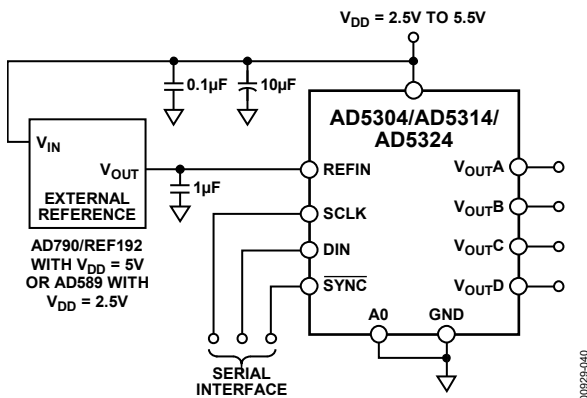 V_DD = 2.5V TO 5.5V
0.1µF
10µF
AD5304/AD5314/
AD5324
V_IN
V_OUT
EXTERNAL
REFERENCE
1µF
AD790/REF192
WITH V_DD = 5V
OR AD589 WITH
V_DD = 2.5V
REFIN
SCLK
DIN
SYNC
V_OUTA
V_OUTB
V_OUTC
V_OUTD
A0
GND
SERIAL
INTERFACE
00929-040